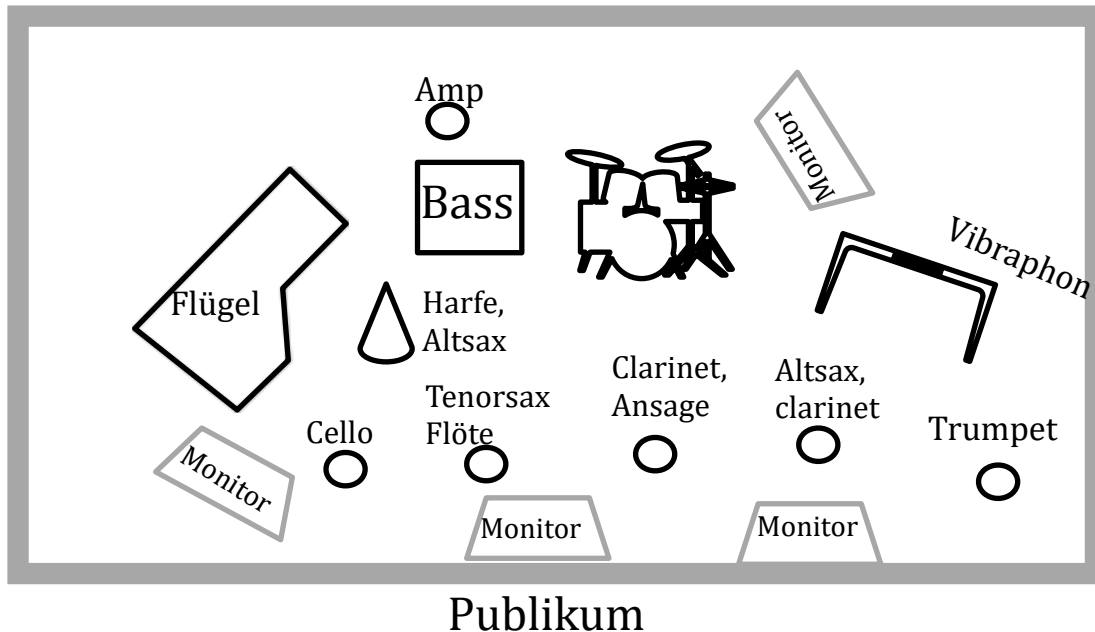 Amp
Monitor
Bass
Vibraphon
Flügel
Harfe,
Altsax
Clarinet,
Ansage
Altsax,
clarinet
Tenorsax
Flöte
Cello
Trumpet
Monitor
Monitor
Monitor
Publikum